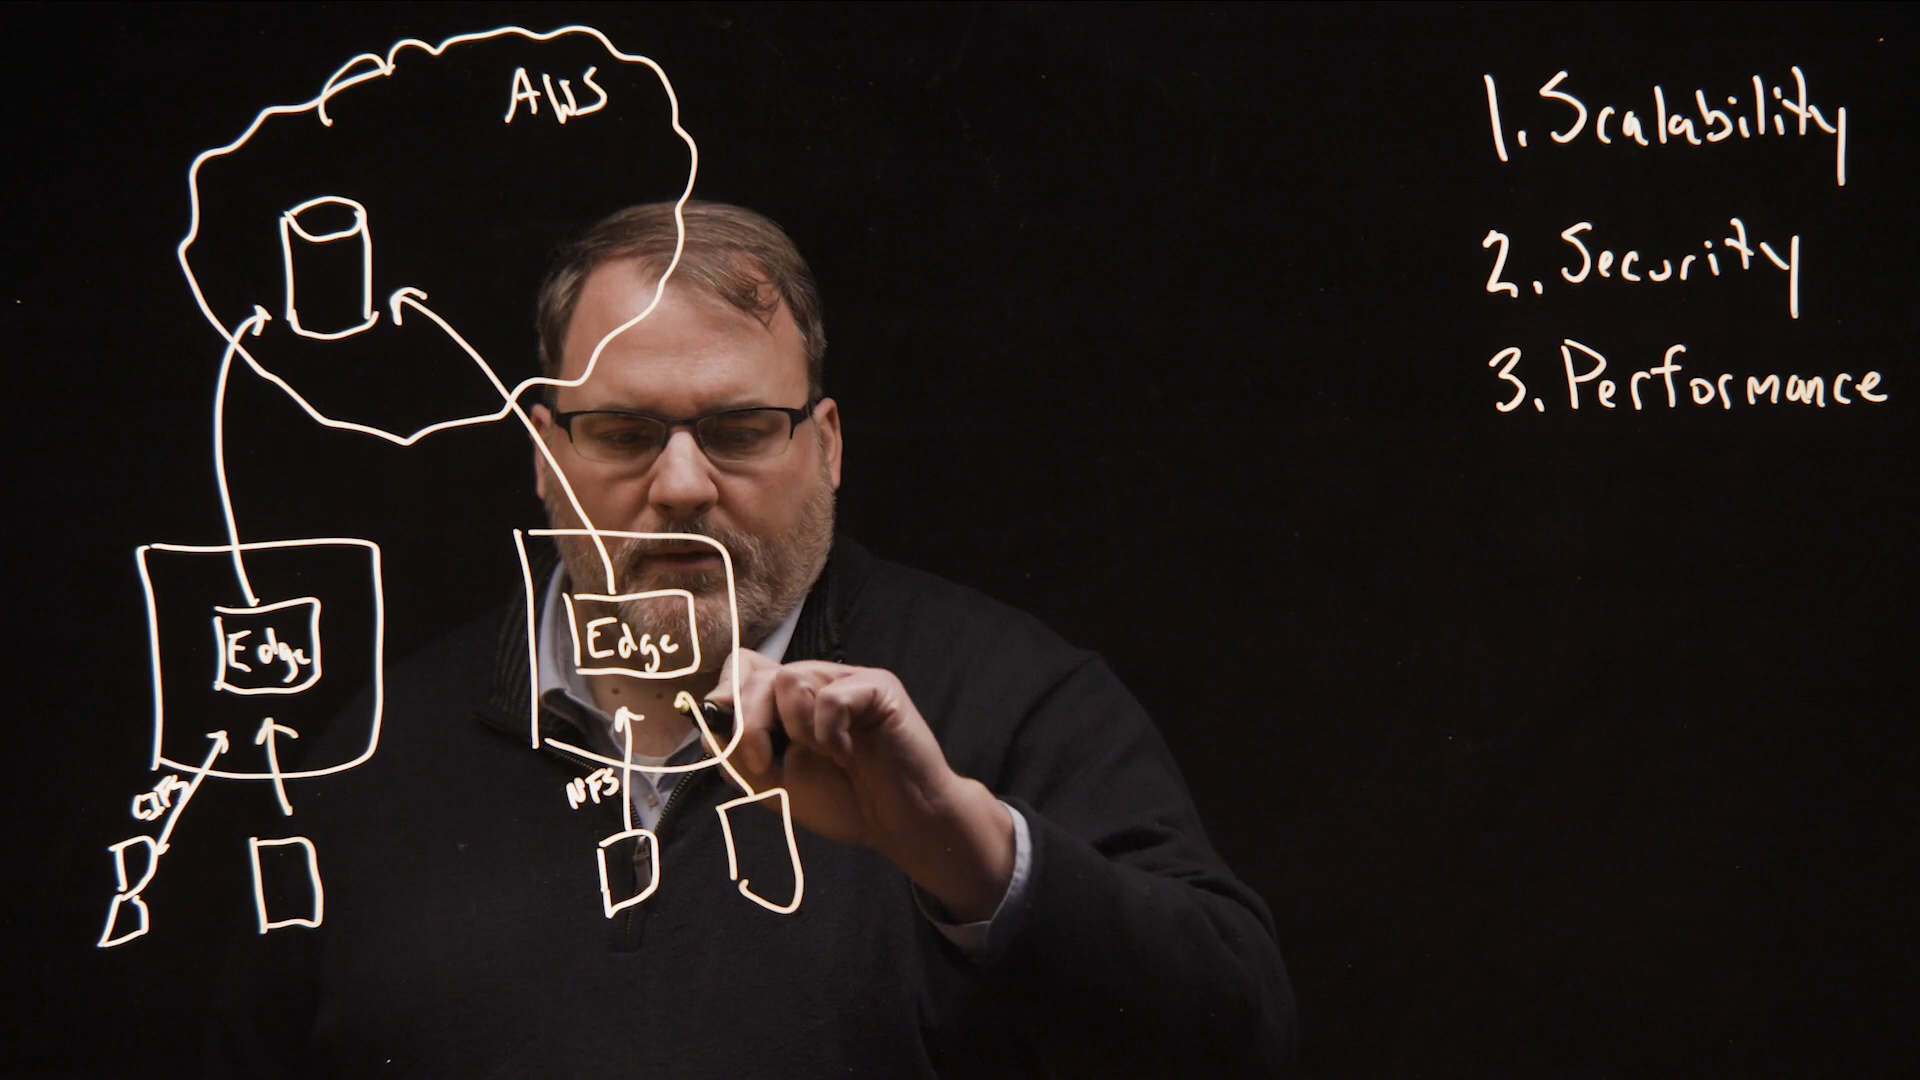 AWS
1. Scalability
2. Security
3. Performance
Edge
Edge
CIFS
NFS